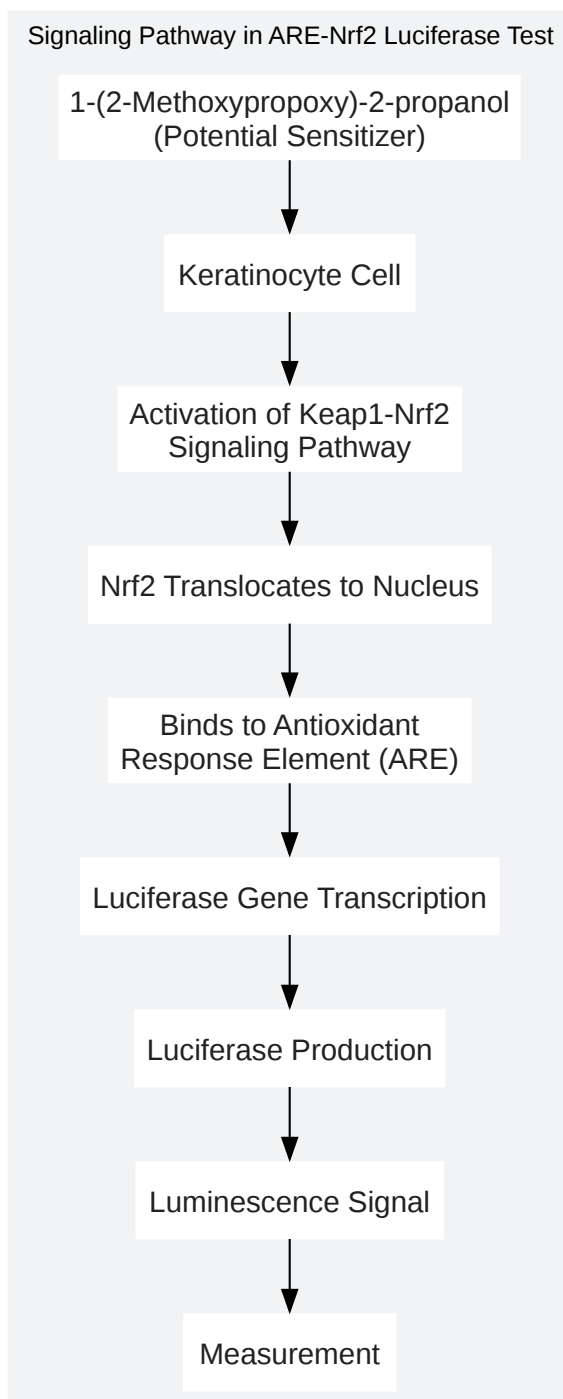 Signaling Pathway in ARE-Nrf2 Luciferase Test
1-(2-Methoxypropoxy)-2-propanol
(Potential Sensitizer)
Keratinocyte Cell
Activation of Keap1-Nrf2
Signaling Pathway
Nrf2 Translocates to Nucleus
Binds to Antioxidant
Response Element (ARE)
Luciferase Gene Transcription
Luciferase Production
Luminescence Signal
Measurement